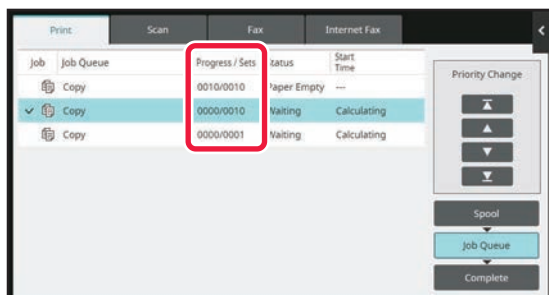 Print Scan Fax Internet Fax
Job Job Queue Progress / Sets Status Start Time
Copy 0010/0010 Paper Empty ---
Copy 0000/0010 Waiting Calculating
Copy 0000/0001 Waiting Calculating
Priority Change
Spool
Job Queue
Complete